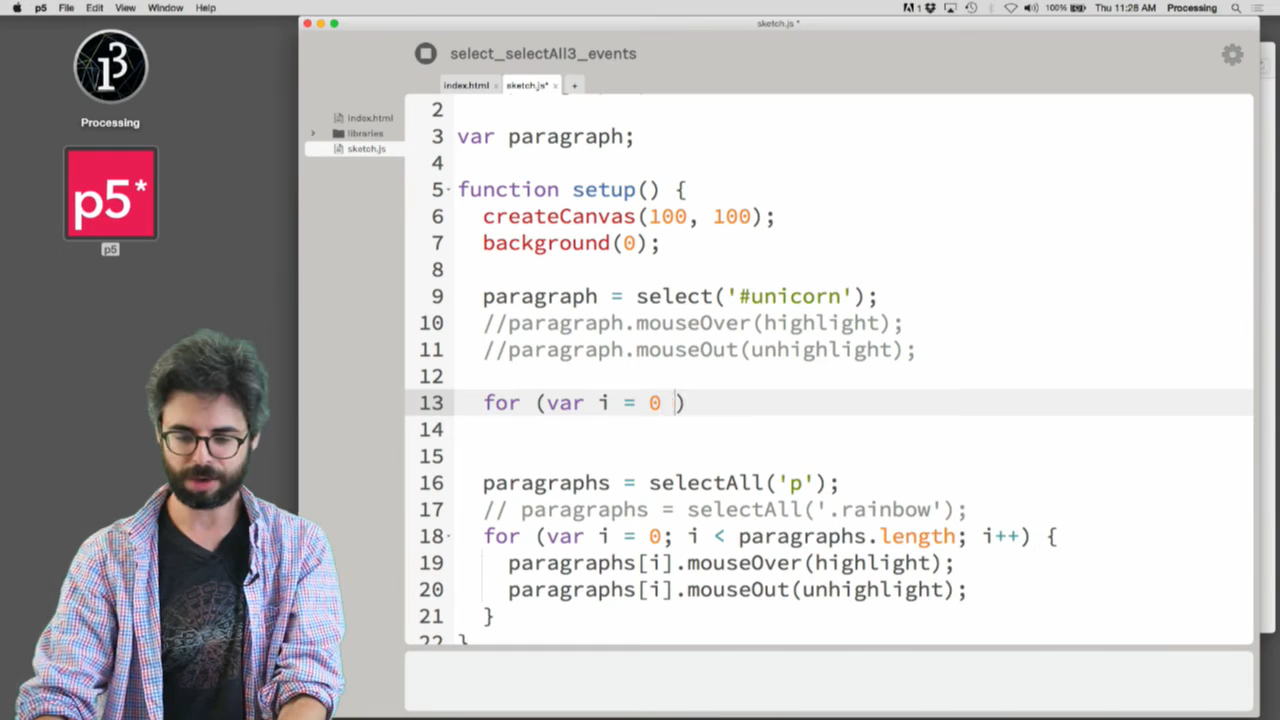 p5 File Edit View Window Help
1 100% Thu 11:28 AM Processing
sketch.js *
select_selectAll3_events
index.html × sketch.js* × +
Processing
index.html
libraries
sketch.js
p5*
p5
2
3 var paragraph;
4
5 function setup() {
6 createCanvas(100, 100);
7 background(0);
8
9 paragraph = select('#unicorn');
10 //paragraph.mouseOver(highlight);
11 //paragraph.mouseOut(unhighlight);
12
13 for (var i = 0 )
14
15
16 paragraphs = selectAll('p');
17 // paragraphs = selectAll('.rainbow');
18 for (var i = 0; i < paragraphs.length; i++) {
19 paragraphs[i].mouseOver(highlight);
20 paragraphs[i].mouseOut(unhighlight);
21 }
22 }